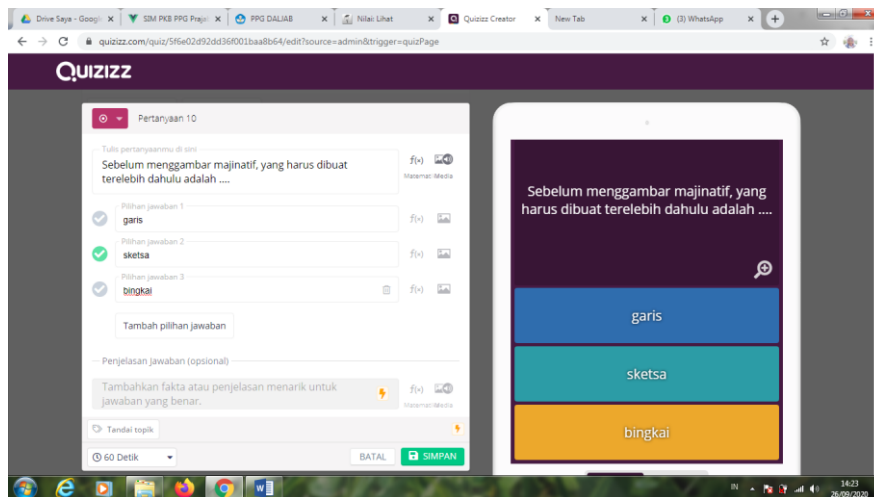 Drive Saya - Googl
SIM PKB PPG Praja
PPG DALJAB
Nilai: Lihat
Quizizz Creator
New Tab
(3) WhatsApp
quizizz.com/quiz/5f6e02d92dd36f001baa8b64/edit?source=admin&trigger=quizPage
Quizizz
Pertanyaan 10
Tulis pertanyaanmu di sini
Sebelum menggambar majinatif, yang harus dibuat
terelebih dahulu adalah ....
f(x)
Matemati Media
Pilihan jawaban 1
garis
f(x)
Pilihan jawaban 2
sketsa
f(x)
Pilihan jawaban 3
bingkai
f(x)
Tambah pilihan jawaban
Penjelasan jawaban (opsional)
Tambahkan fakta atau penjelasan menarik untuk
jawaban yang benar.
f(x)
Matemati Media
Tandai topik
60 Detik
BATAL
SIMPAN
Sebelum menggambar majinatif, yang
harus dibuat terelebih dahulu adalah ....
garis
sketsa
bingkai
IN
14:23
26/09/2020